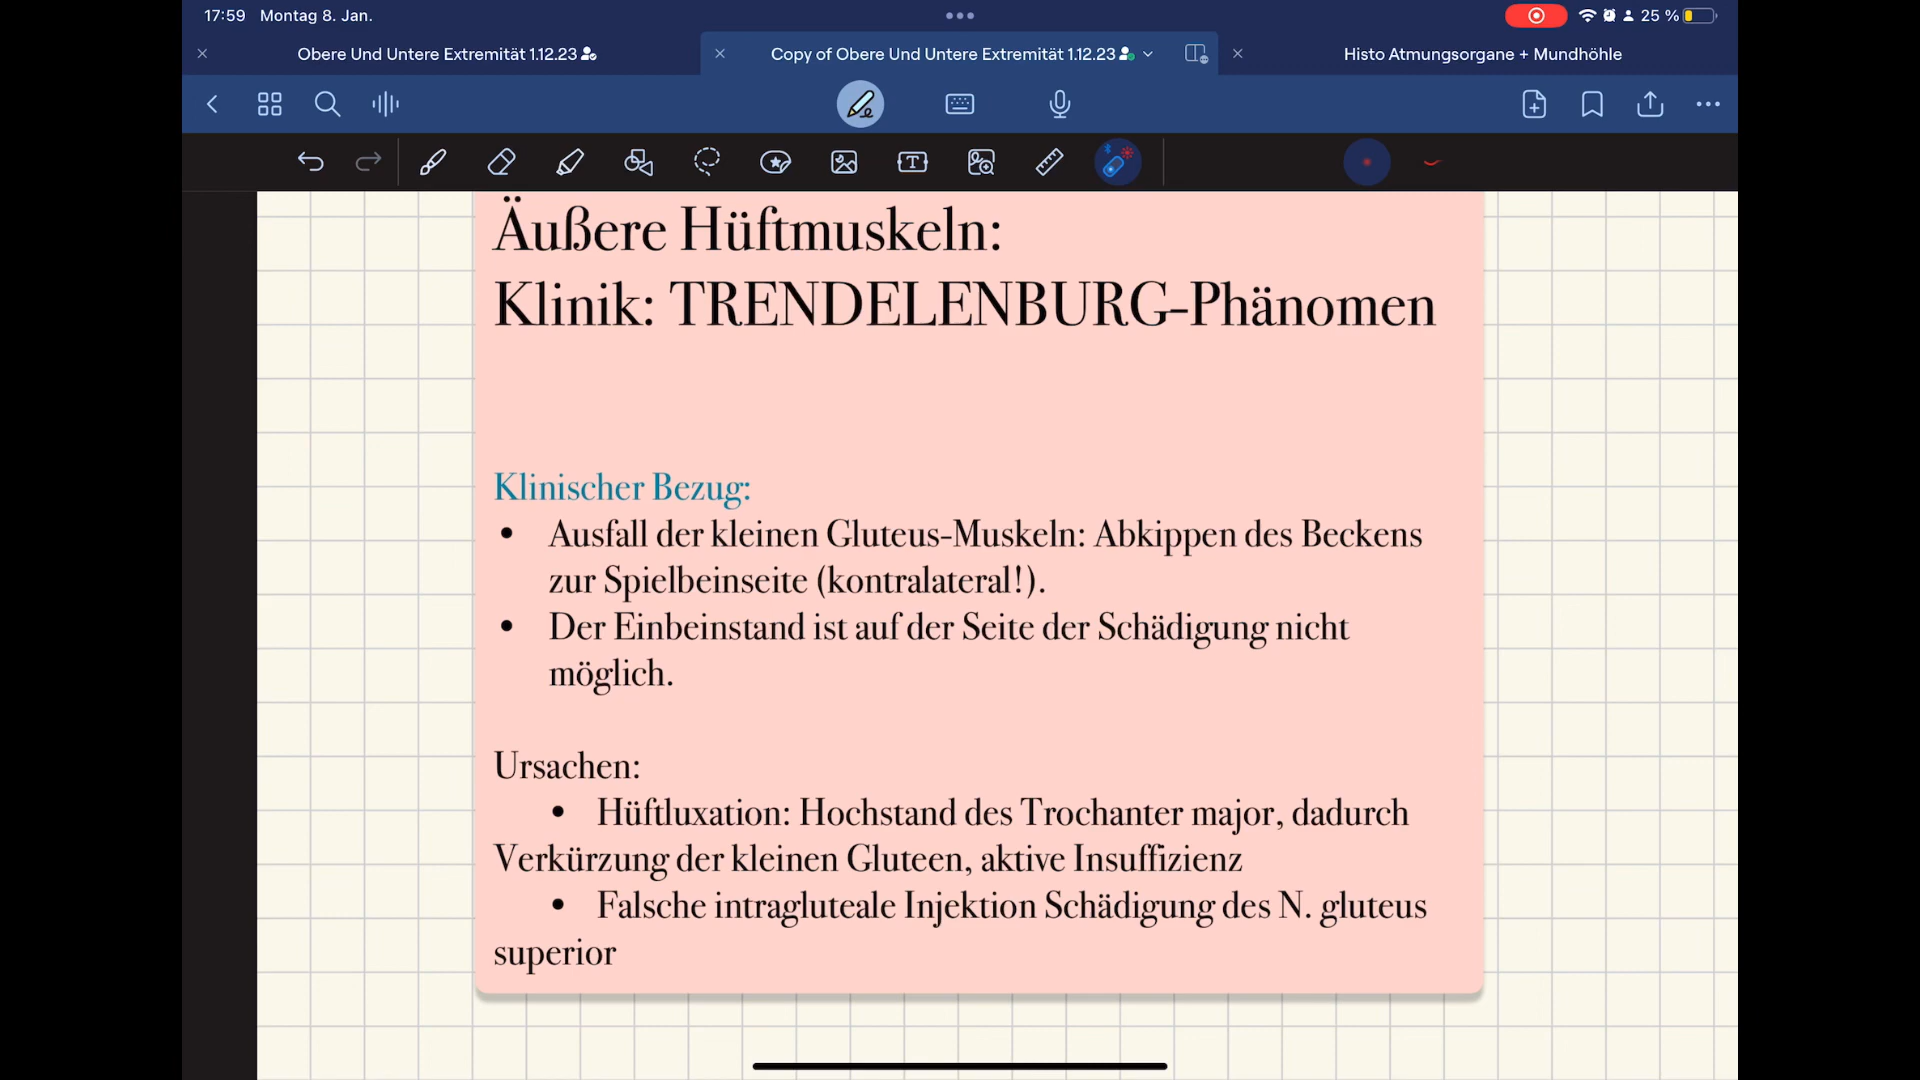 17:59 Montag 8. Jan.
25 %
Obere Und Untere Extremität 1.12.23
Copy of Obere Und Untere Extremität 1.12.23
Histo Atmungsorgane + Mundhöhle
Äußere Hüftmuskeln:
Klinik: TRENDELENBURG-Phänomen
Klinischer Bezug:
• Ausfall der kleinen Gluteus-Muskeln: Abkippen des Beckens
zur Spielbeinseite (kontralateral!).
• Der Einbeinstand ist auf der Seite der Schädigung nicht
möglich.
Ursachen:
• Hüftluxation: Hochstand des Trochanter major, dadurch
Verkürzung der kleinen Gluteen, aktive Insuffizienz
• Falsche intragluteale Injektion Schädigung des N. gluteus
superior